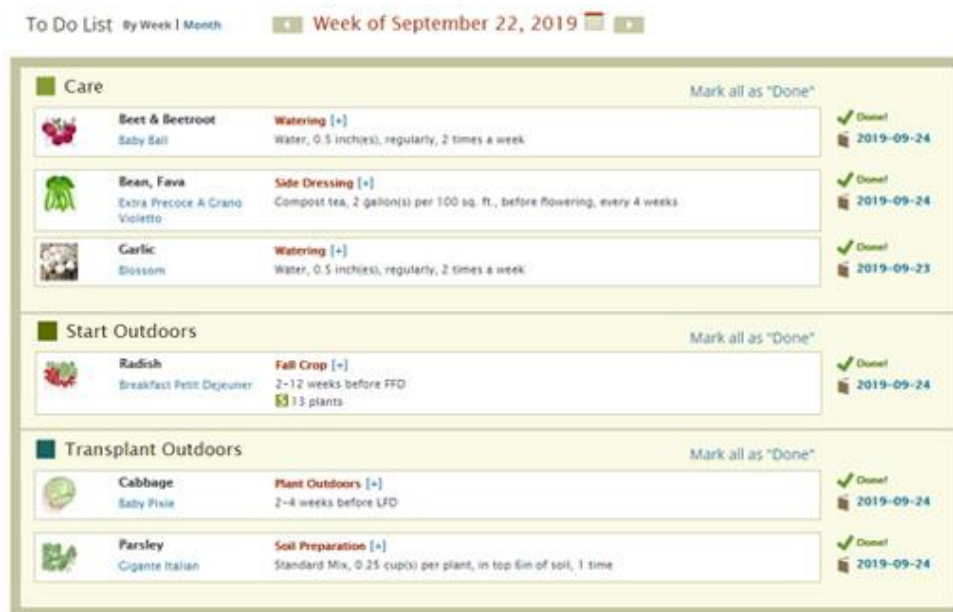 To Do List By Week | Month Week of September 22, 2019
Care Mark all as "Done"
Beet & Beetroot Watering [+] Done!
Baby Ball Water, 0.5 inch(es), regularly, 2 times a week 2019-09-24
Bean, Fava Side Dressing [+] Done!
Extra Precoce A Grano Compost tea, 2 gallon(s) per 100 sq. ft., before flowering, every 4 weeks 2019-09-24
Violetto
Garlic Watering [+] Done!
Blossom Water, 0.5 inch(es), regularly, 2 times a week 2019-09-23
Start Outdoors Mark all as "Done"
Radish Fall Crop [+] Done!
Breakfast Petit Dejeuner 2-12 weeks before FFD 2019-09-24
S 13 plants
Transplant Outdoors Mark all as "Done"
Cabbage Plant Outdoors [+] Done!
Baby Pixie 2-4 weeks before LFD 2019-09-24
Parsley Soil Preparation [+] Done!
Gigante Italian Standard Mix, 0.25 cup(s) per plant, in top 6in of soil, 1 time 2019-09-24